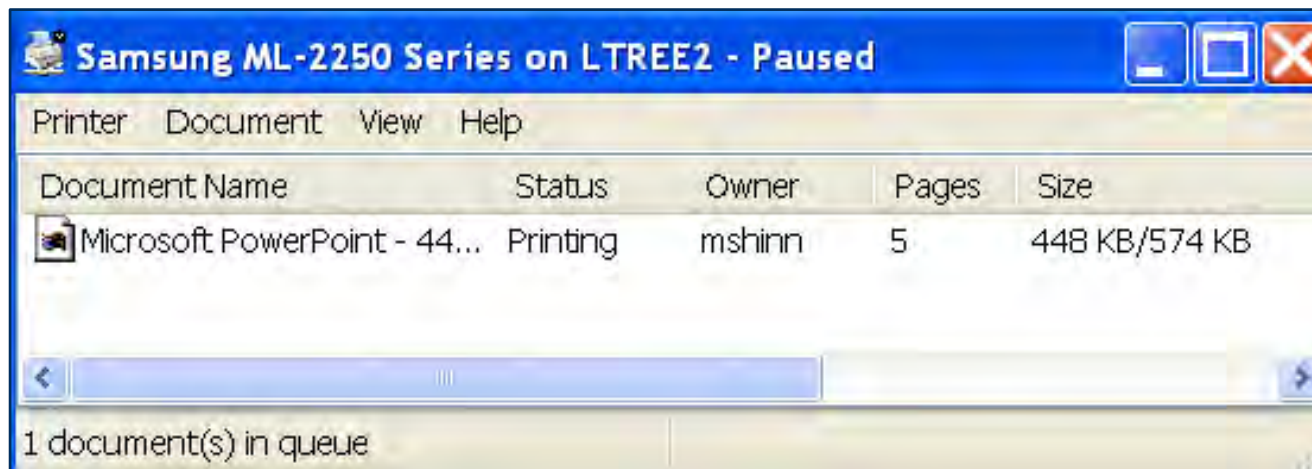 Samsung ML-2250 Series on LTREE2 - Paused
Printer Document View Help
Document Name Status Owner Pages Size
Microsoft PowerPoint - 44... Printing mshinn 5 448 KB/574 KB
1 document(s) in queue